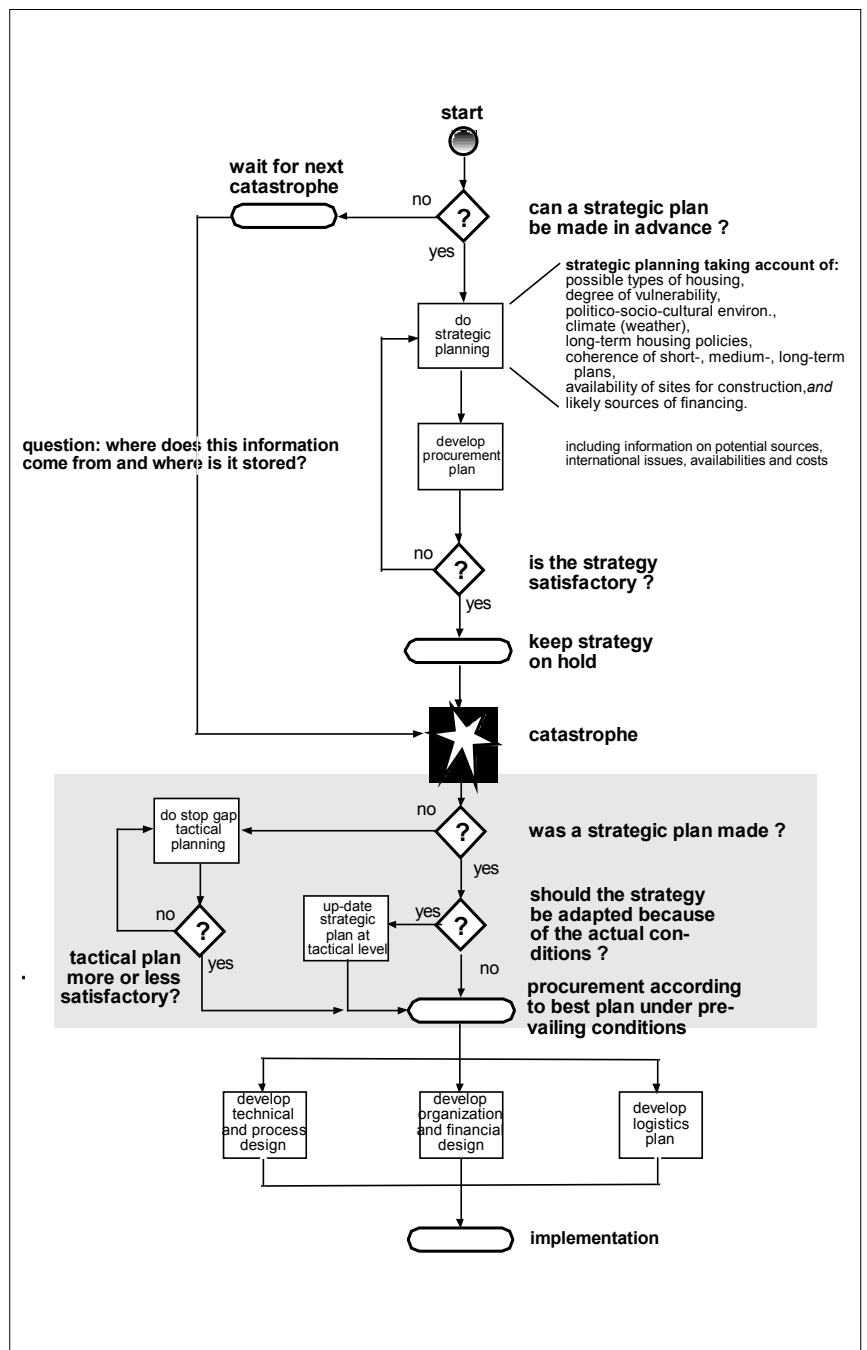 start
wait for next
catastrophe
no
?
can a strategic plan
be made in advance ?
yes
strategic planning taking account of:
possible types of housing,
degree of vulnerability,
politico-socio-cultural environ.,
climate (weather),
long-term housing policies,
coherence of short-, medium-, long-term
plans,
availability of sites for construction,and
likely sources of financing.
do
strategic
planning
question: where does this information
come from and where is it stored?
develop
procurement
plan
including information on potential sources,
international issues, availabilities and costs
no
?
is the strategy
satisfactory ?
yes
keep strategy
on hold
catastrophe
do stop gap
tactical
planning
no
?
was a strategic plan made ?
yes
up-date
strategic
plan at
tactical level
yes
?
should the strategy
be adapted because
of the actual con-
ditions ?
no
no
?
yes
tactical plan
more or less
satisfactory?
procurement according
to best plan under pre-
vailing conditions
develop
technical
and process
design
develop
organization
and financial
design
develop
logistics
plan
implementation